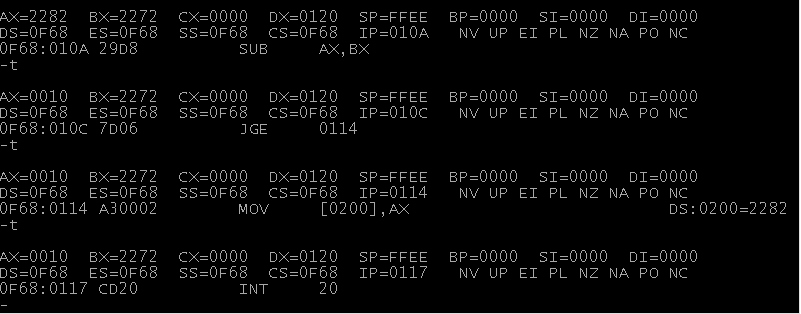 AX=2282  BX=2272  CX=0000  DX=0120  SP=FFEE  BP=0000  SI=0000  DI=0000
DS=0F68  ES=0F68  SS=0F68  CS=0F68  IP=010A   NV UP EI PL NZ NA PO NC
0F68:010A 29D8          SUB     AX,BX
-t
AX=0010  BX=2272  CX=0000  DX=0120  SP=FFEE  BP=0000  SI=0000  DI=0000
DS=0F68  ES=0F68  SS=0F68  CS=0F68  IP=010C   NV UP EI PL NZ NA PO NC
0F68:010C 7D06          JGE     0114
-t
AX=0010  BX=2272  CX=0000  DX=0120  SP=FFEE  BP=0000  SI=0000  DI=0000
DS=0F68  ES=0F68  SS=0F68  CS=0F68  IP=0114   NV UP EI PL NZ NA PO NC
0F68:0114 A30002        MOV     [0200],AX                          DS:0200=2282
-t
AX=0010  BX=2272  CX=0000  DX=0120  SP=FFEE  BP=0000  SI=0000  DI=0000
DS=0F68  ES=0F68  SS=0F68  CS=0F68  IP=0117   NV UP EI PL NZ NA PO NC
0F68:0117 CD20          INT     20
-